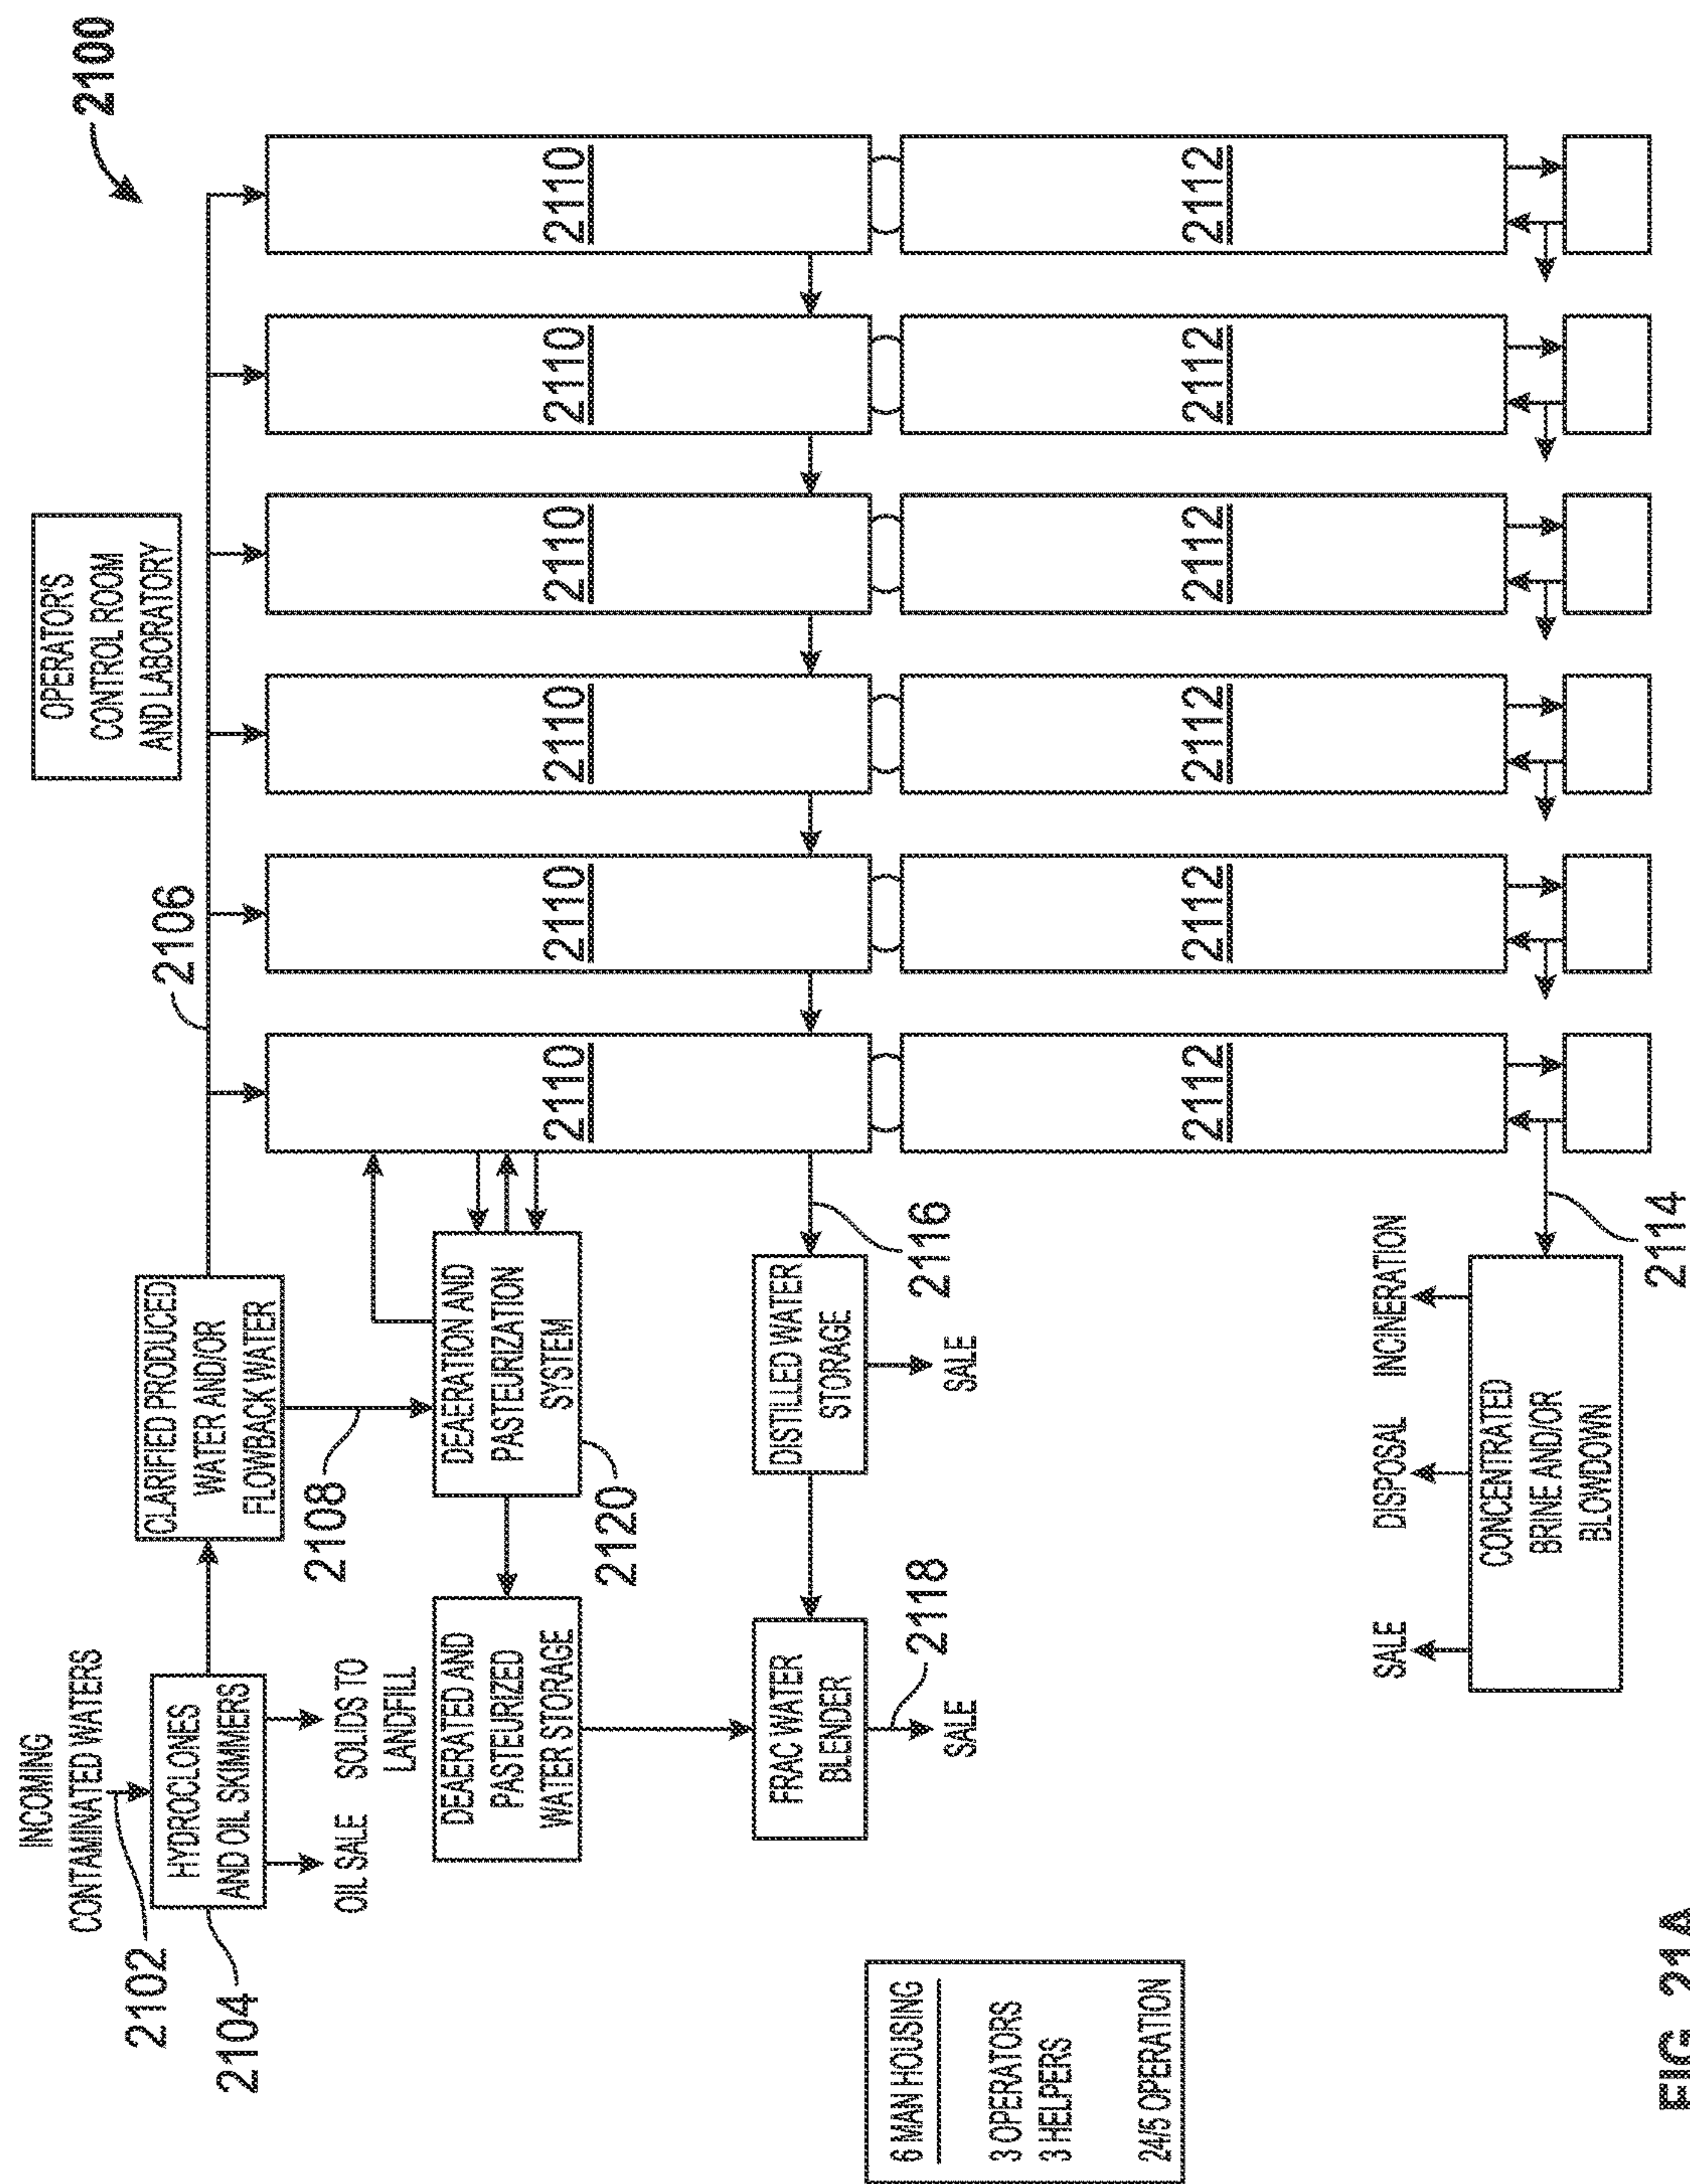 INCOMING
CONTAMINATED WATERS
2102
HYDROCLONES
AND OIL SKIMMERS
2104
OIL SALE
SOLIDS TO
LANDFILL
CLARIFIED PRODUCED
WATER AND/OR
FLOWBACK WATER
2106
2108
OPERATOR'S
CONTROL ROOM
AND LABORATORY
2100
DEAERATED AND
PASTEURIZED
WATER STORAGE
DEAERATION AND
PASTEURIZATION
SYSTEM
2120
2110
2110
2110
2110
2110
2110
FRAC WATER
BLENDER
2118
SALE
DISTILLED WATER
STORAGE
2116
SALE
6 MAN HOUSING
3 OPERATORS
3 HELPERS
24/5 OPERATION
2112
2112
2112
2112
2112
2112
SALE
DISPOSAL
INCINERATION
CONCENTRATED
BRINE AND/OR
BLOWDOWN
2114
FIG. 21A